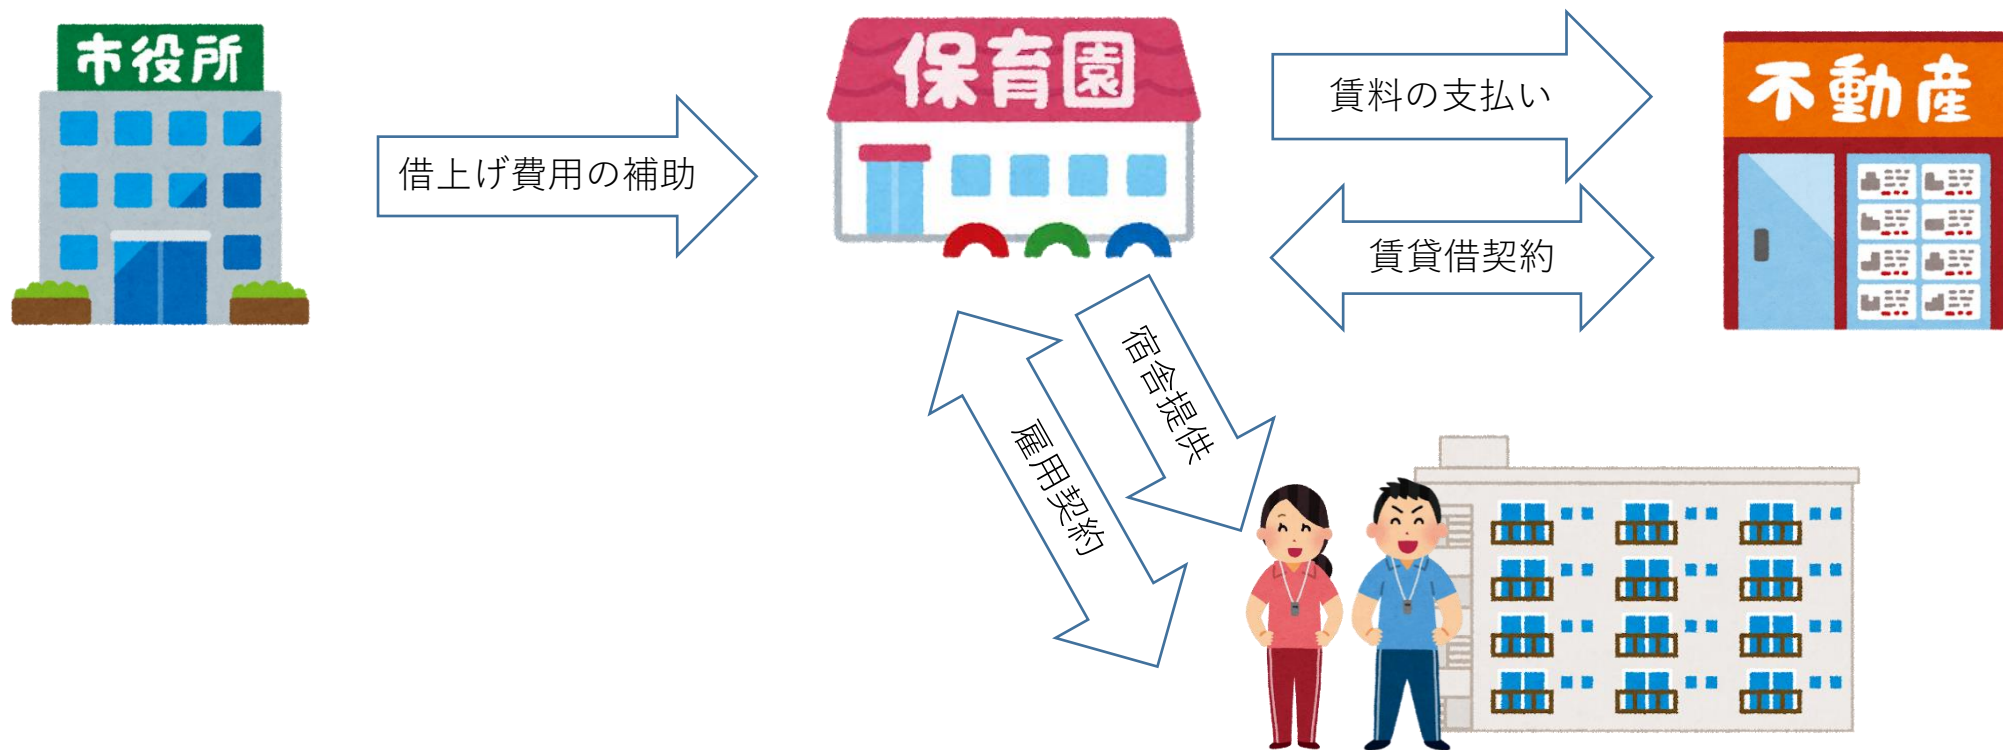 市役所
保育園
不動産
借上げ費用の補助
賃料の支払い
賃貸借契約
宿舎提供
雇用契約